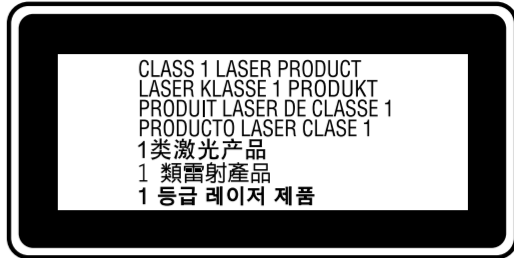 CLASS 1 LASER PRODUCT
LASER KLASSE 1 PRODUKT
PRODUIT LASER DE CLASSE 1
PRODUCTO LASER CLASE 1
1类激光产品
1 類雷射產品
1 등급 레이저 제품